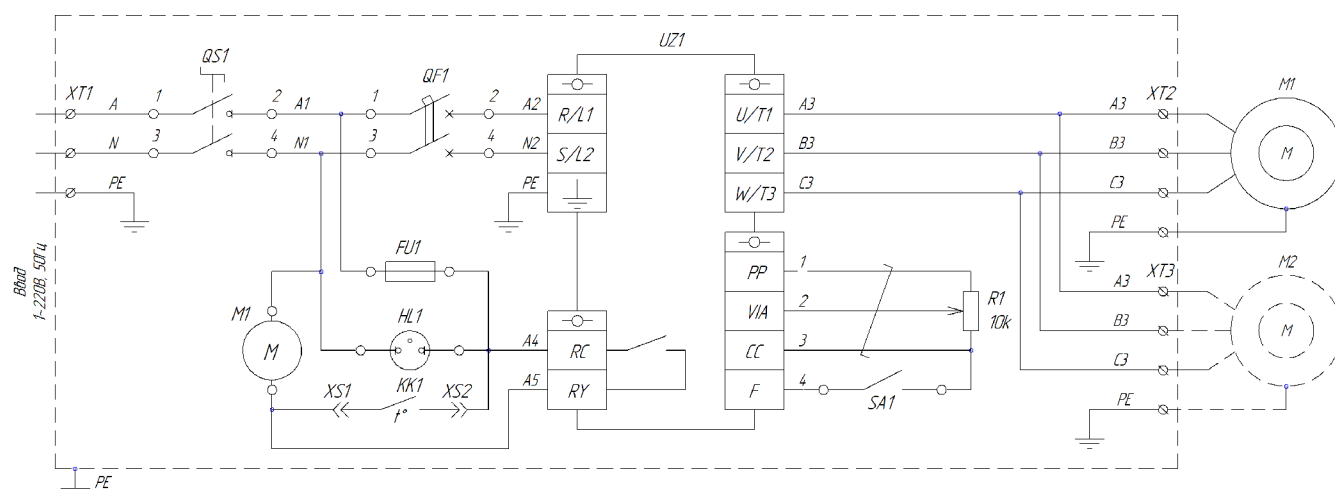 UZ1
QS1
XT1 A 1 2 A1 1 QF1 2 A2 R/L1
N 3 4 N1 3 4 N2 S/L2
PE PE
U/T1 A3 A3 XT2 M1
V/T2 B3 B3 M
W/T3 C3 C3
PE
Ввод
1~220В, 50Гц
FU1
PP 1
VIA 2 R1
10k
CC 3
F 4 SA1
XT3 M2
A3
B3 M
C3
PE
M1
M
HL1
A4 RC
XS1 KK1 XS2 A5 RY
t°
PE